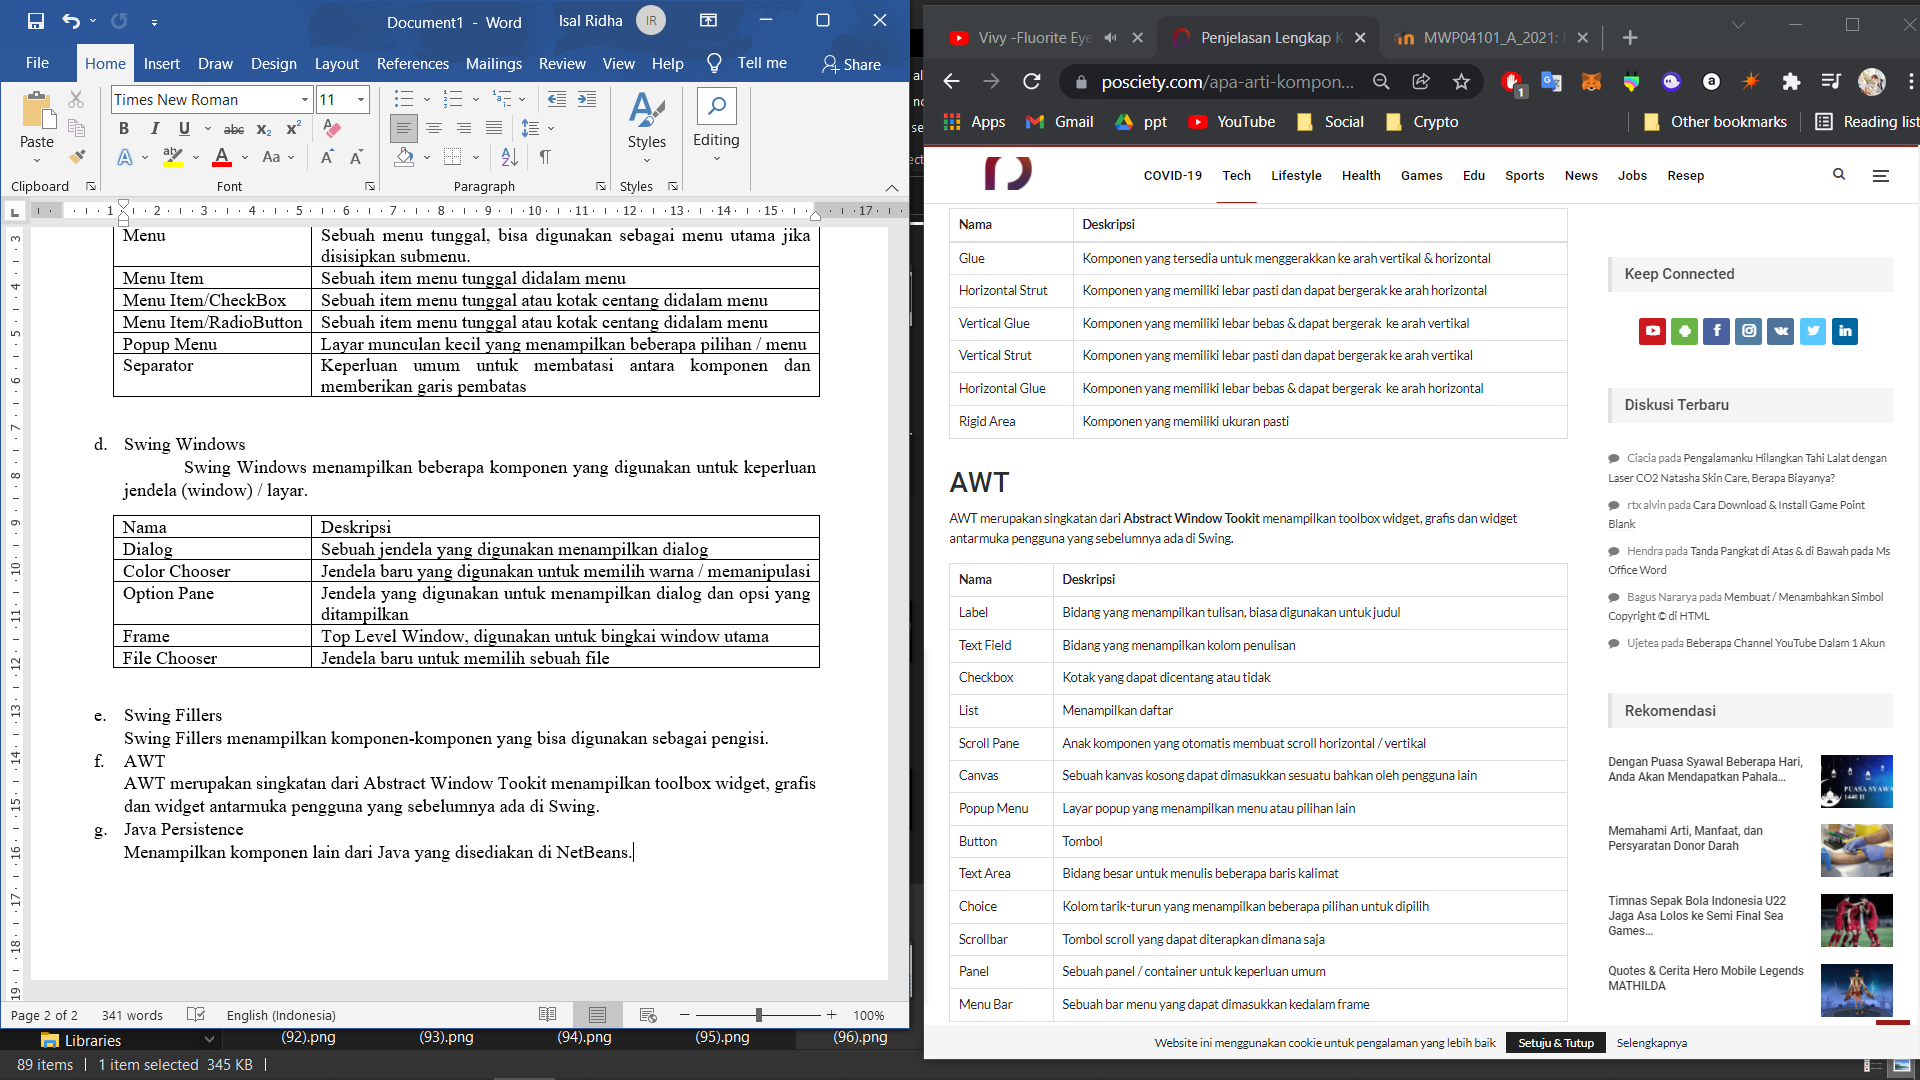 Document1 - Word
Isal Ridha
IR
File
Home
Insert
Draw
Design
Layout
References
Mailings
Review
View
Help
Tell me
Share
Paste
Times New Roman
11
Styles
Editing
Clipboard
Font
Paragraph
Styles
Menu
Sebuah menu tunggal, bisa digunakan sebagai menu utama jika
disisipkan submenu.
Menu Item
Sebuah item menu tunggal didalam menu
Menu Item/CheckBox
Sebuah item menu tunggal atau kotak centang didalam menu
Menu Item/RadioButton
Sebuah item menu tunggal atau kotak centang didalam menu
Popup Menu
Layar munculan kecil yang menampilkan beberapa pilihan / menu
Separator
Keperluan umum untuk membatasi antara komponen dan
memberikan garis pembatas
d. Swing Windows
Swing Windows menampilkan beberapa komponen yang digunakan untuk keperluan
jendela (window) / layar.
Nama
Deskripsi
Dialog
Sebuah jendela yang digunakan menampilkan dialog
Color Chooser
Jendela baru yang digunakan untuk memilih warna / memanipulasi
Option Pane
Jendela yang digunakan untuk menampilkan dialog dan opsi yang
ditampilkan
Frame
Top Level Window, digunakan untuk bingkai window utama
File Chooser
Jendela baru untuk memilih sebuah file
e. Swing Fillers
Swing Fillers menampilkan komponen-komponen yang bisa digunakan sebagai pengisi.
f. AWT
AWT merupakan singkatan dari Abstract Window Tookit menampilkan toolbox widget, grafis
dan widget antarmuka pengguna yang sebelumnya ada di Swing.
g. Java Persistence
Menampilkan komponen lain dari Java yang disediakan di NetBeans.
Page 2 of 2
341 words
English (Indonesia)
100%
Libraries
(92).png
(93).png
(94).png
(95).png
(96).png
89 items
1 item selected 345 KB
Vivy -Fluorite Eye
Penjelasan Lengkap K
MWP04101_A_2021:
posciety.com/apa-arti-kompon...
Apps
Gmail
ppt
YouTube
Social
Crypto
Other bookmarks
Reading list
COVID-19
Tech
Lifestyle
Health
Games
Edu
Sports
News
Jobs
Resep
Nama
Deskripsi
Glue
Komponen yang tersedia untuk menggerakkan ke arah vertikal & horizontal
Horizontal Strut
Komponen yang memiliki lebar pasti dan dapat bergerak ke arah horizontal
Vertical Glue
Komponen yang memiliki lebar bebas & dapat bergerak ke arah vertikal
Vertical Strut
Komponen yang memiliki lebar pasti dan dapat bergerak ke arah vertikal
Horizontal Glue
Komponen yang memiliki lebar bebas & dapat bergerak ke arah horizontal
Rigid Area
Komponen yang memiliki ukuran pasti
AWT
AWT merupakan singkatan dari Abstract Window Tookit menampilkan toolbox widget, grafis dan widget
antarmuka pengguna yang sebelumnya ada di Swing.
Nama
Deskripsi
Label
Bidang yang menampilkan tulisan, biasa digunakan untuk judul
Text Field
Bidang yang menampilkan kolom penulisan
Checkbox
Kotak yang dapat dicentang atau tidak
List
Menampilkan daftar
Scroll Pane
Anak komponen yang otomatis membuat scroll horizontal / vertikal
Canvas
Sebuah kanvas kosong dapat dimasukkan sesuatu bahkan oleh pengguna lain
Popup Menu
Layar popup yang menampilkan menu atau pilihan lain
Button
Tombol
Text Area
Bidang besar untuk menulis beberapa baris kalimat
Choice
Kolom tarik-turun yang menampilkan beberapa pilihan untuk dipilih
Scrollbar
Tombol scroll yang dapat diterapkan dimana saja
Panel
Sebuah panel / container untuk keperluan umum
Menu Bar
Sebuah bar menu yang dapat dimasukkan kedalam frame
Keep Connected
Diskusi Terbaru
Ciacia pada Pengalamanku Hilangkan Tahi Lalat dengan
Laser CO2 Natasha Skin Care, Berapa Biayanya?
rtx alvin pada Cara Download & Install Game Point
Blank
Hendra pada Tanda Pangkat di Atas & di Bawah pada Ms
Office Word
Bagus Nararya pada Membuat / Menambahkan Simbol
Copyright © di HTML
Ujetea pada Beberapa Channel YouTube Dalam 1 Akun
Rekomendasi
Dengan Puasa Syawal Beberapa Hari,
Anda Akan Mendapatkan Pahala...
Memahami Arti, Manfaat, dan
Persyaratan Donor Darah
Timnas Sepak Bola Indonesia U22
Jaga Asa Lolos ke Semi Final Sea
Games...
Quotes & Cerita Hero Mobile Legends
MATHILDA
Website ini menggunakan cookie untuk pengalaman yang lebih baik
Setuju & Tutup
Selengkapnya